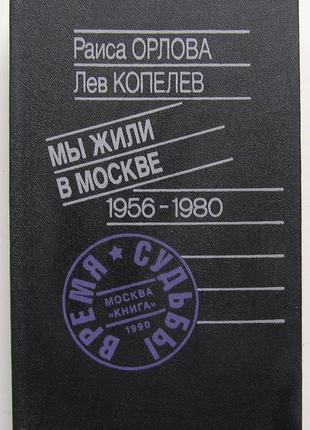 Раиса ОРЛОВА
Лев КОПЕЛЕВ
МЫ ЖИЛИ
В МОСКВЕ
1956-1980
ВРЕМЯ ★ СУДЬБЫ
МОСКВА
«КНИГА»
1990